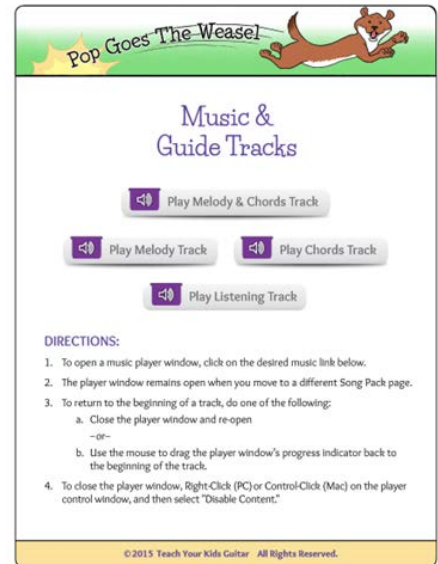 Pop Goes The Weasel
Music &
Guide Tracks
Play Melody & Chords Track
Play Melody Track
Play Chords Track
Play Listening Track
DIRECTIONS:
1. To open a music player window, click on the desired music link below.
2. The player window remains open when you move to a different Song Pack page.
3. To return to the beginning of a track, do one of the following:
a. Close the player window and re-open
-or-
b. Use the mouse to drag the player window's progress indicator back to
the beginning of the track.
4. To close the player window, Right-Click (PC) or Control-Click (Mac) on the player
control window, and then select "Disable Content."
©2015 Teach Your Kids Guitar All Rights Reserved.